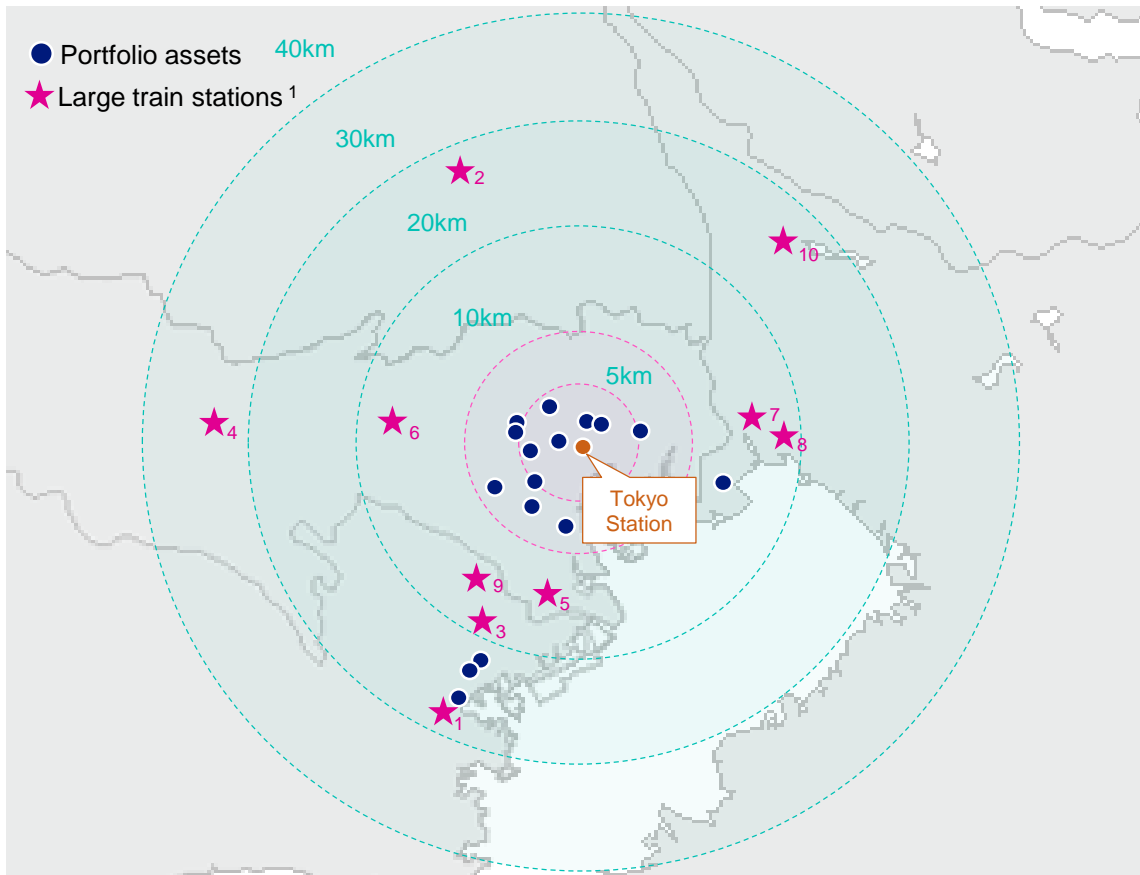 Portfolio assets
Large train stations 1
40km
30km
2
20km
10
10km
5km
4
6
7
8
Tokyo
Station
9
5
3
1